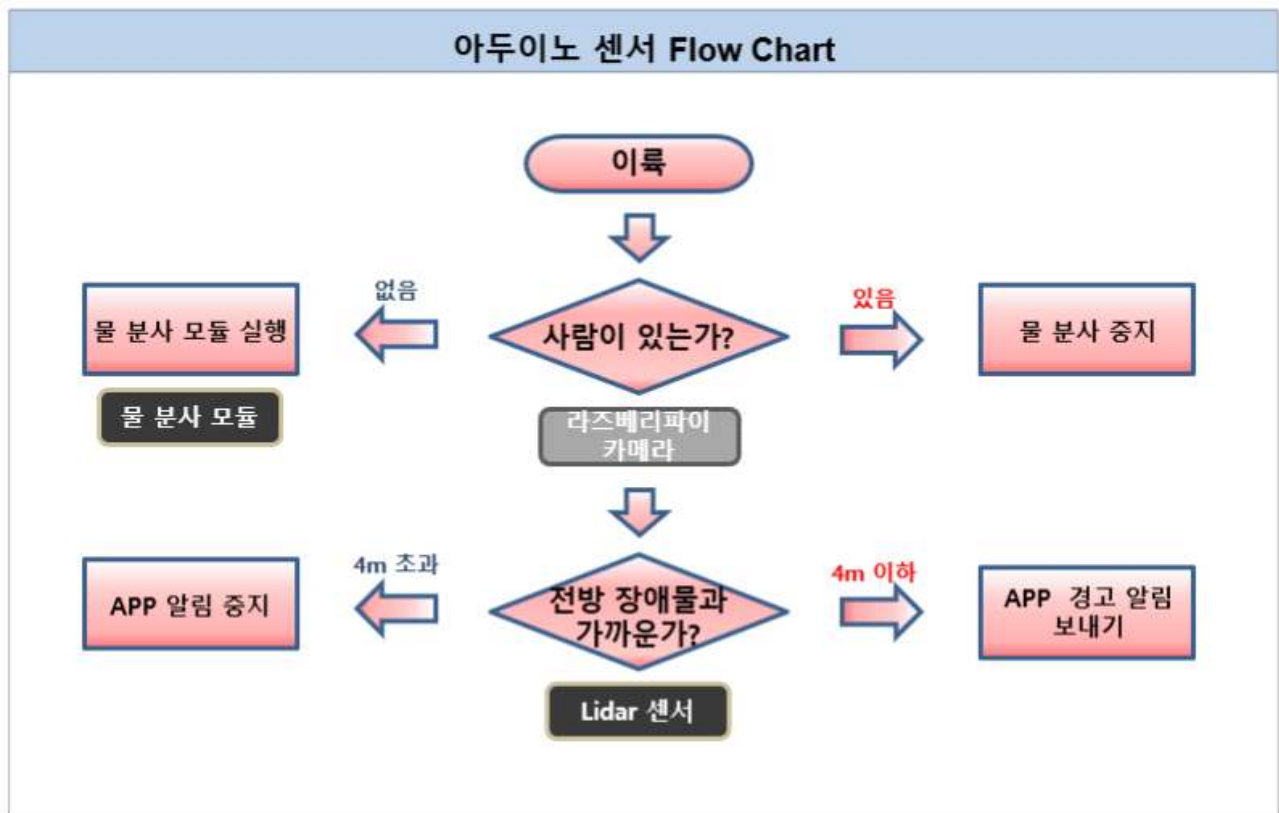 아두이노 센서 Flow Chart
이륙
없음
사람이 있는가?
있음
물 분사 모듈 실행
물 분사 중지
물 분사 모듈
라즈베리파이
카메라
4m 초과
전방 장애물과
가까운가?
4m 이하
APP 알림 중지
APP 경고 알림
보내기
Lidar 센서